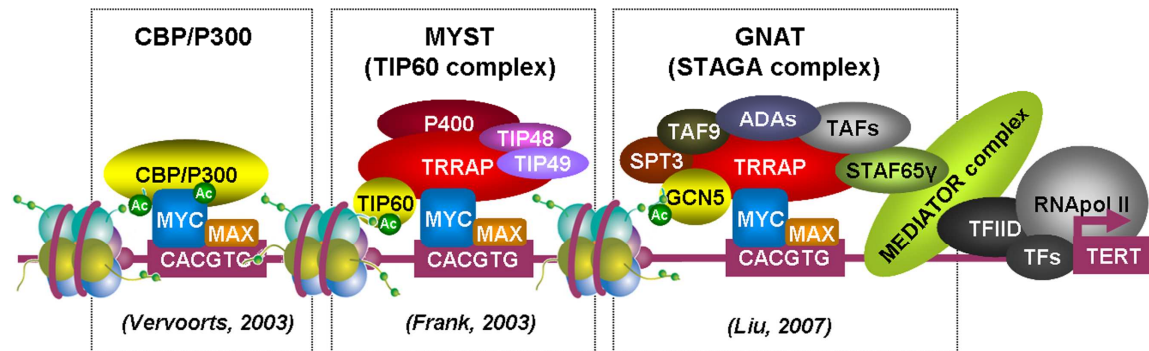 CBP/P300
CBP/P300
Ac
Ac
MYC
MAX
CACGTG
(Vervoorts, 2003)
MYST
(TIP60 complex)
P400
TIP48
TIP49
TRRAP
TIP60
Ac
MYC
MAX
CACGTG
(Frank, 2003)
GNAT
(STAGA complex)
ADAs
TAF9
TAFs
SPT3
TRRAP
STAF65γ
GCN5
Ac
MYC
MAX
CACGTG
(Liu, 2007)
MEDIATOR complex
RNApol II
TFIID
TFs
TERT